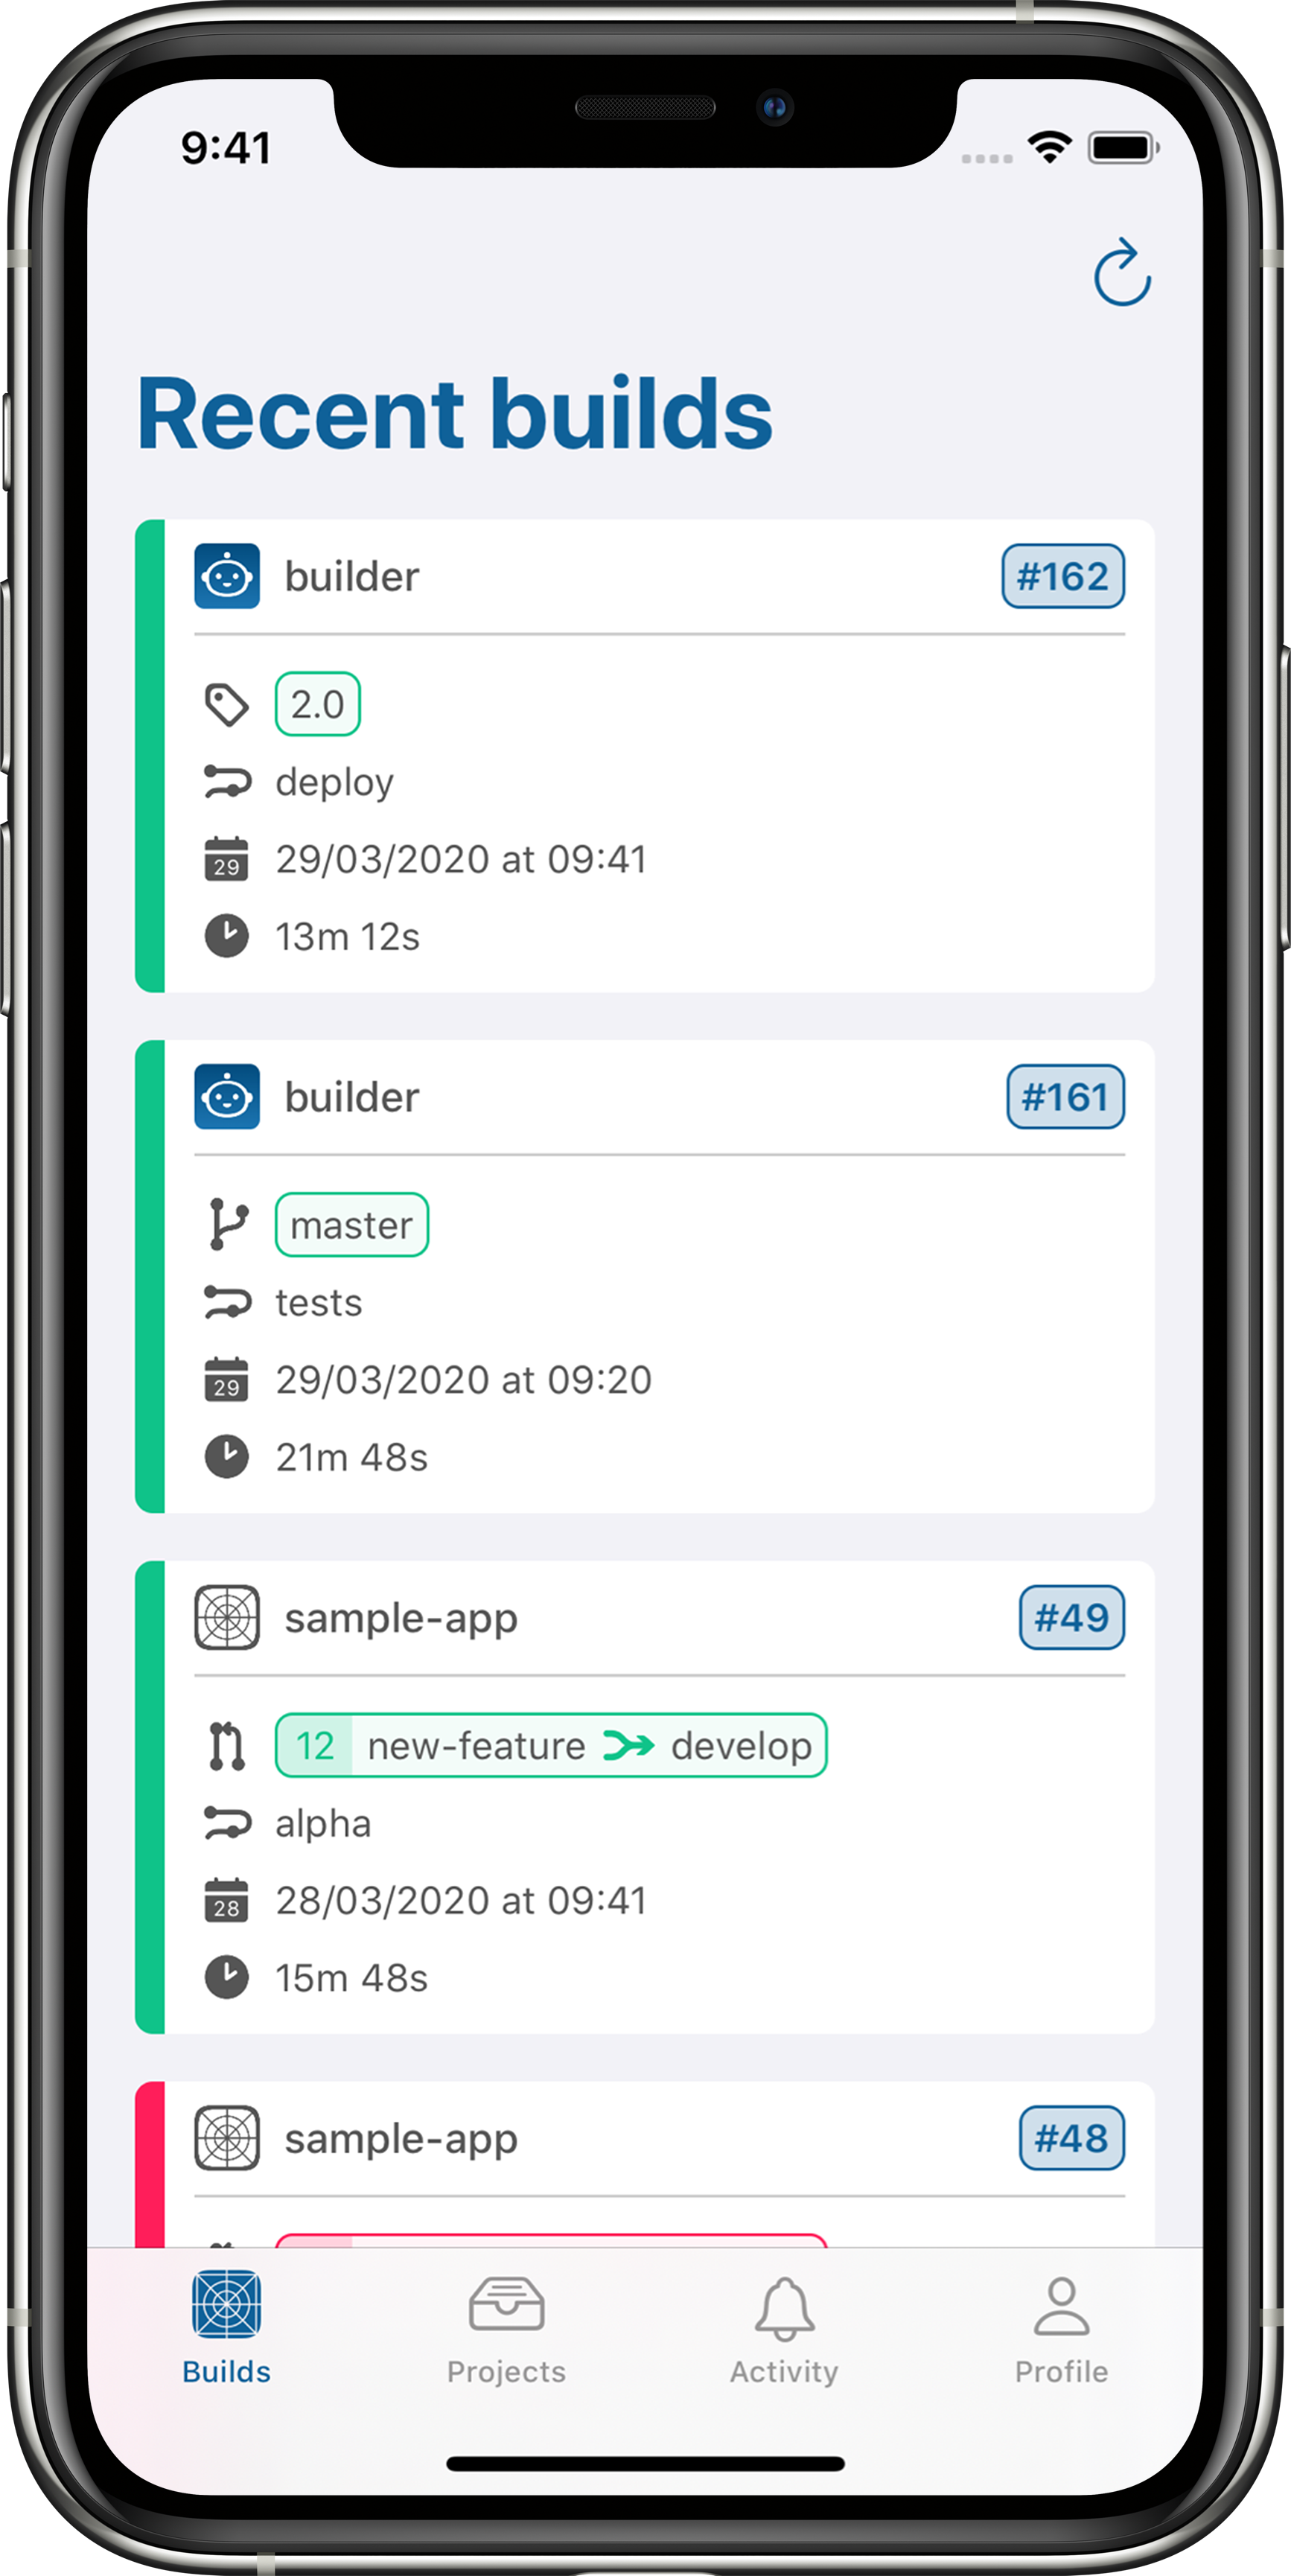 9:41
Recent builds
builder #162
2.0
deploy
29 29/03/2020 at 09:41
13m 12s
builder #161
master
tests
29 29/03/2020 at 09:20
21m 48s
sample-app #49
12 new-feature develop
alpha
28 28/03/2020 at 09:41
15m 48s
sample-app #48
Builds Projects Activity Profile